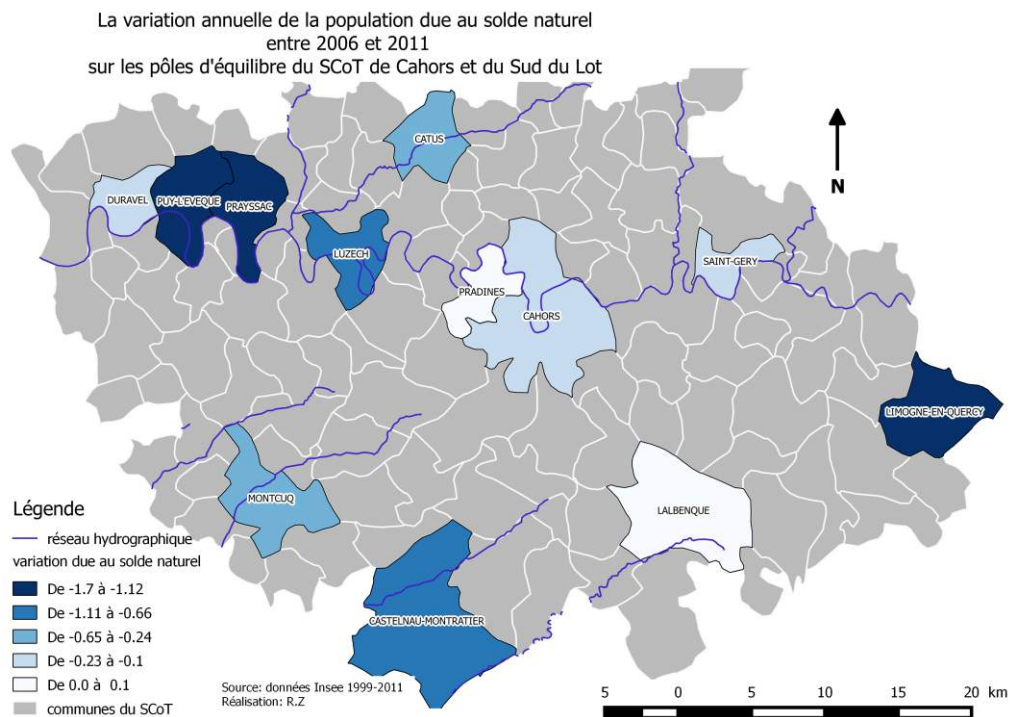 La variation annuelle de la population due au solde naturel
entre 2006 et 2011
sur les pôles d'équilibre du SCoT de Cahors et du Sud du Lot
CATUS
DURAVEL
PUY-L'EVEQUE
PRAYSSAC
LUZECH
SAINT-GERY
PRADINES
CAHORS
LIMOGNE-EN-QUERCY
MONTCUQ
LALBENQUE
CASTELNAU-MONTRATIER
N
Légende
réseau hydrographique
variation due au solde naturel
De -1.7 à -1.12
De -1.11 à -0.66
De -0.65 à -0.24
De -0.23 à -0.1
De 0.0 à 0.1
communes du SCoT
Source: données Insee 1999-2011
Réalisation: R.Z
5 0 5 10 15 20 km